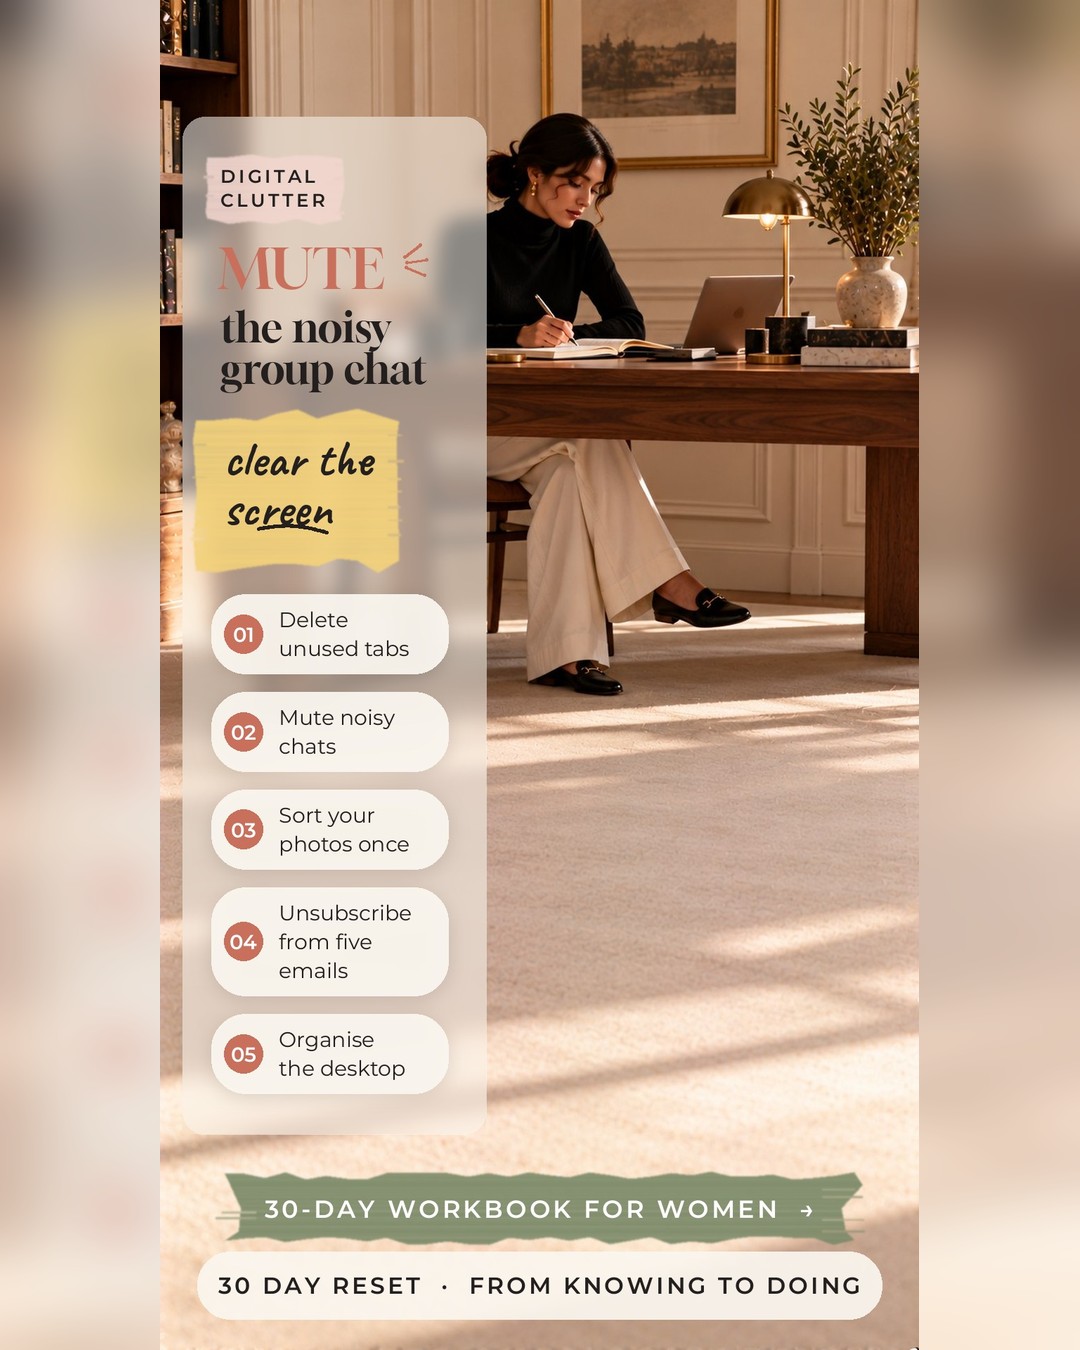 DIGITAL
CLUTTER
MUTE
the noisy
group chat
clear the
screen
01 Delete
unused tabs
02 Mute noisy
chats
03 Sort your
photos once
04 Unsubscribe
from five
emails
05 Organise
the desktop
30-DAY WORKBOOK FOR WOMEN →
30 DAY RESET · FROM KNOWING TO DOING